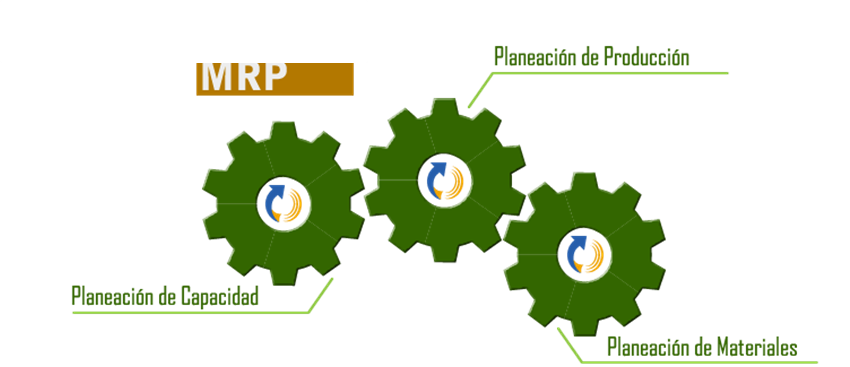 Planeación de Producción
MRP
Planeación de Capacidad
Planeación de Materiales